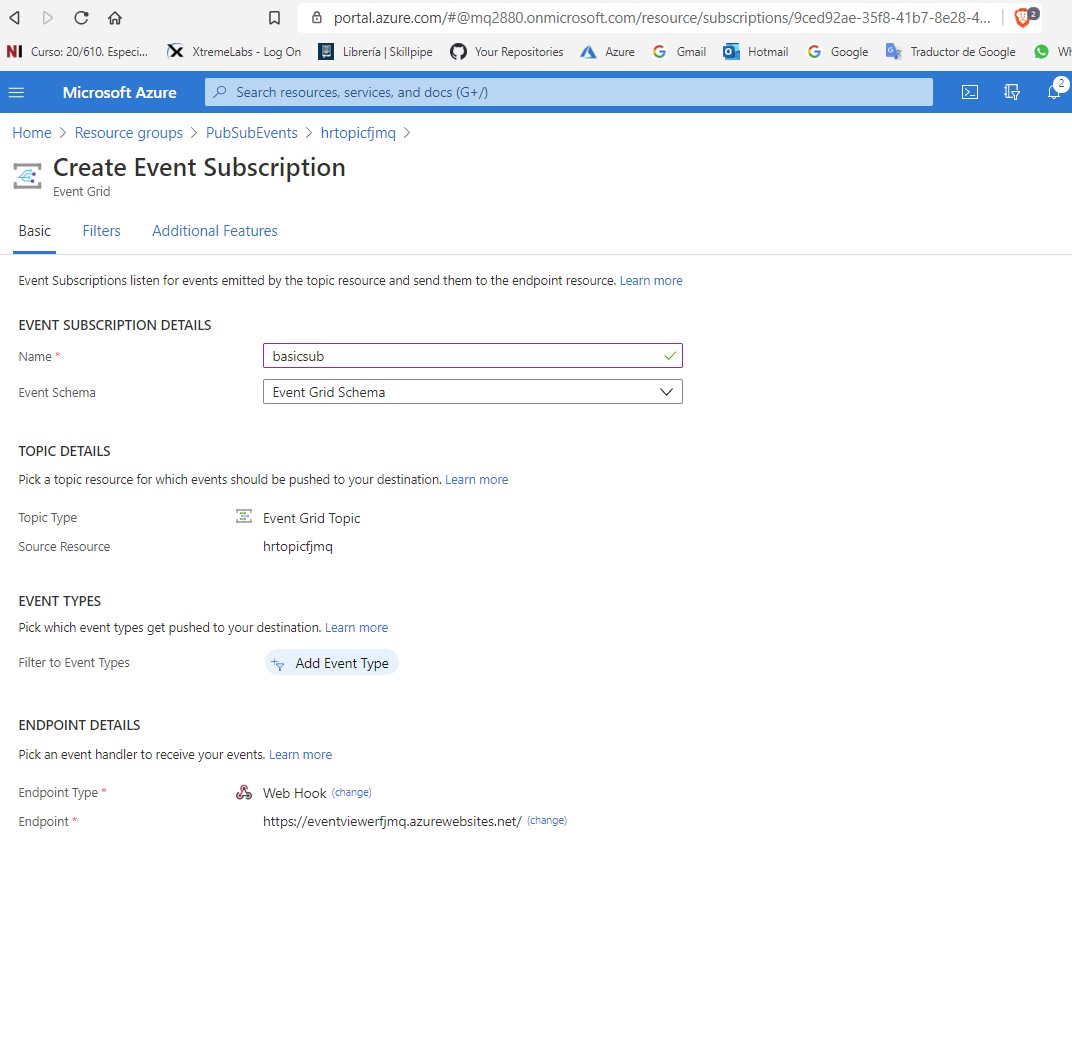 portal.azure.com/#@mq2880.onmicrosoft.com/resource/subscriptions/9ced92ae-35f8-41b7-8e28-4... 2
NI Curso: 20/610. Especi... XtremeLabs - Log On Librería | Skillpipe Your Repositories Azure Gmail Hotmail Google Traductor de Google Wh
Microsoft Azure Search resources, services, and docs (G+/) 2
Home > Resource groups > PubSubEvents > hrtopicfjmq >
Create Event Subscription
Event Grid
Basic Filters Additional Features
Event Subscriptions listen for events emitted by the topic resource and send them to the endpoint resource. Learn more
EVENT SUBSCRIPTION DETAILS
Name * basicsub
Event Schema Event Grid Schema
TOPIC DETAILS
Pick a topic resource for which events should be pushed to your destination. Learn more
Topic Type Event Grid Topic
Source Resource hrtopicfjmq
EVENT TYPES
Pick which event types get pushed to your destination. Learn more
Filter to Event Types Add Event Type
ENDPOINT DETAILS
Pick an event handler to receive your events. Learn more
Endpoint Type * Web Hook (change)
Endpoint * https://eventviewerfjmq.azurewebsites.net/ (change)